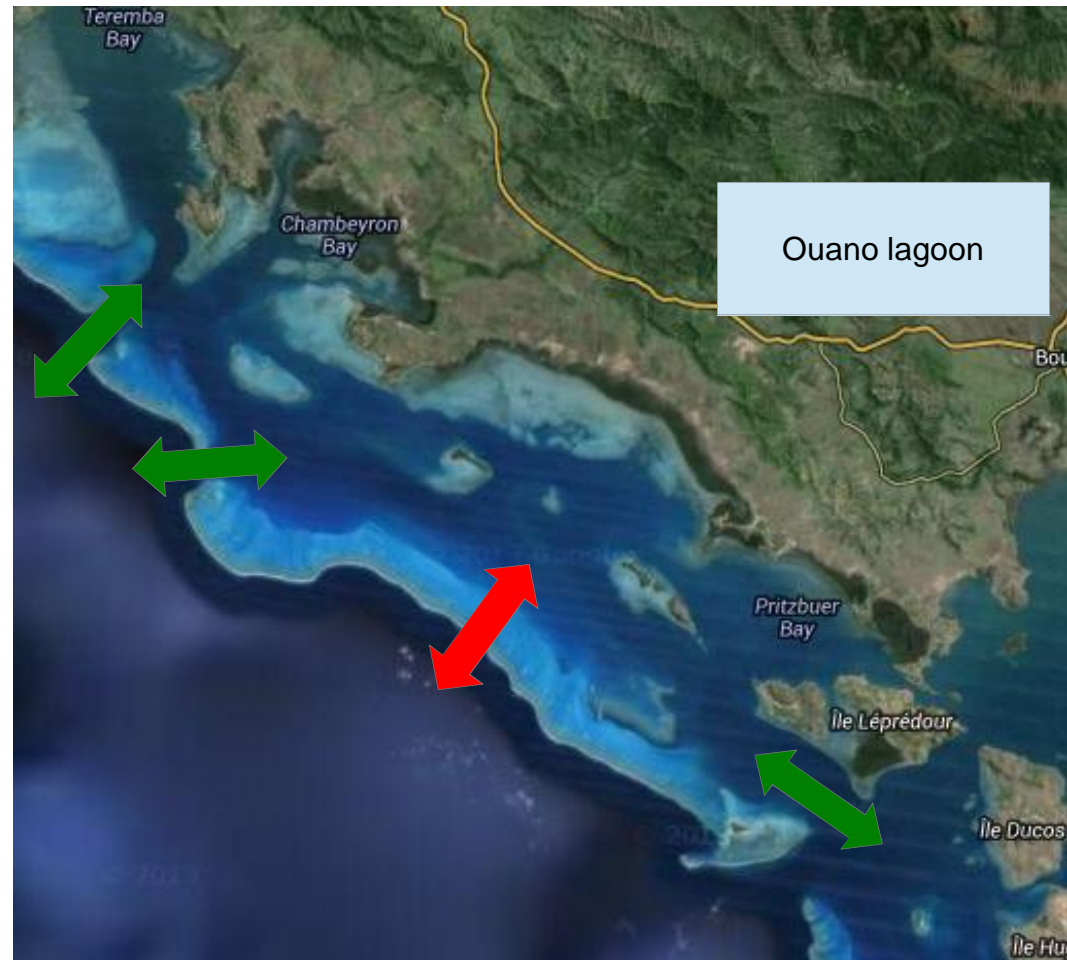 Teremba
Bay
Chambeyron
Bay
Ouano lagoon
Bou
Pritzbuer
Bay
Île Léprédour
Île Ducos
Île Hu